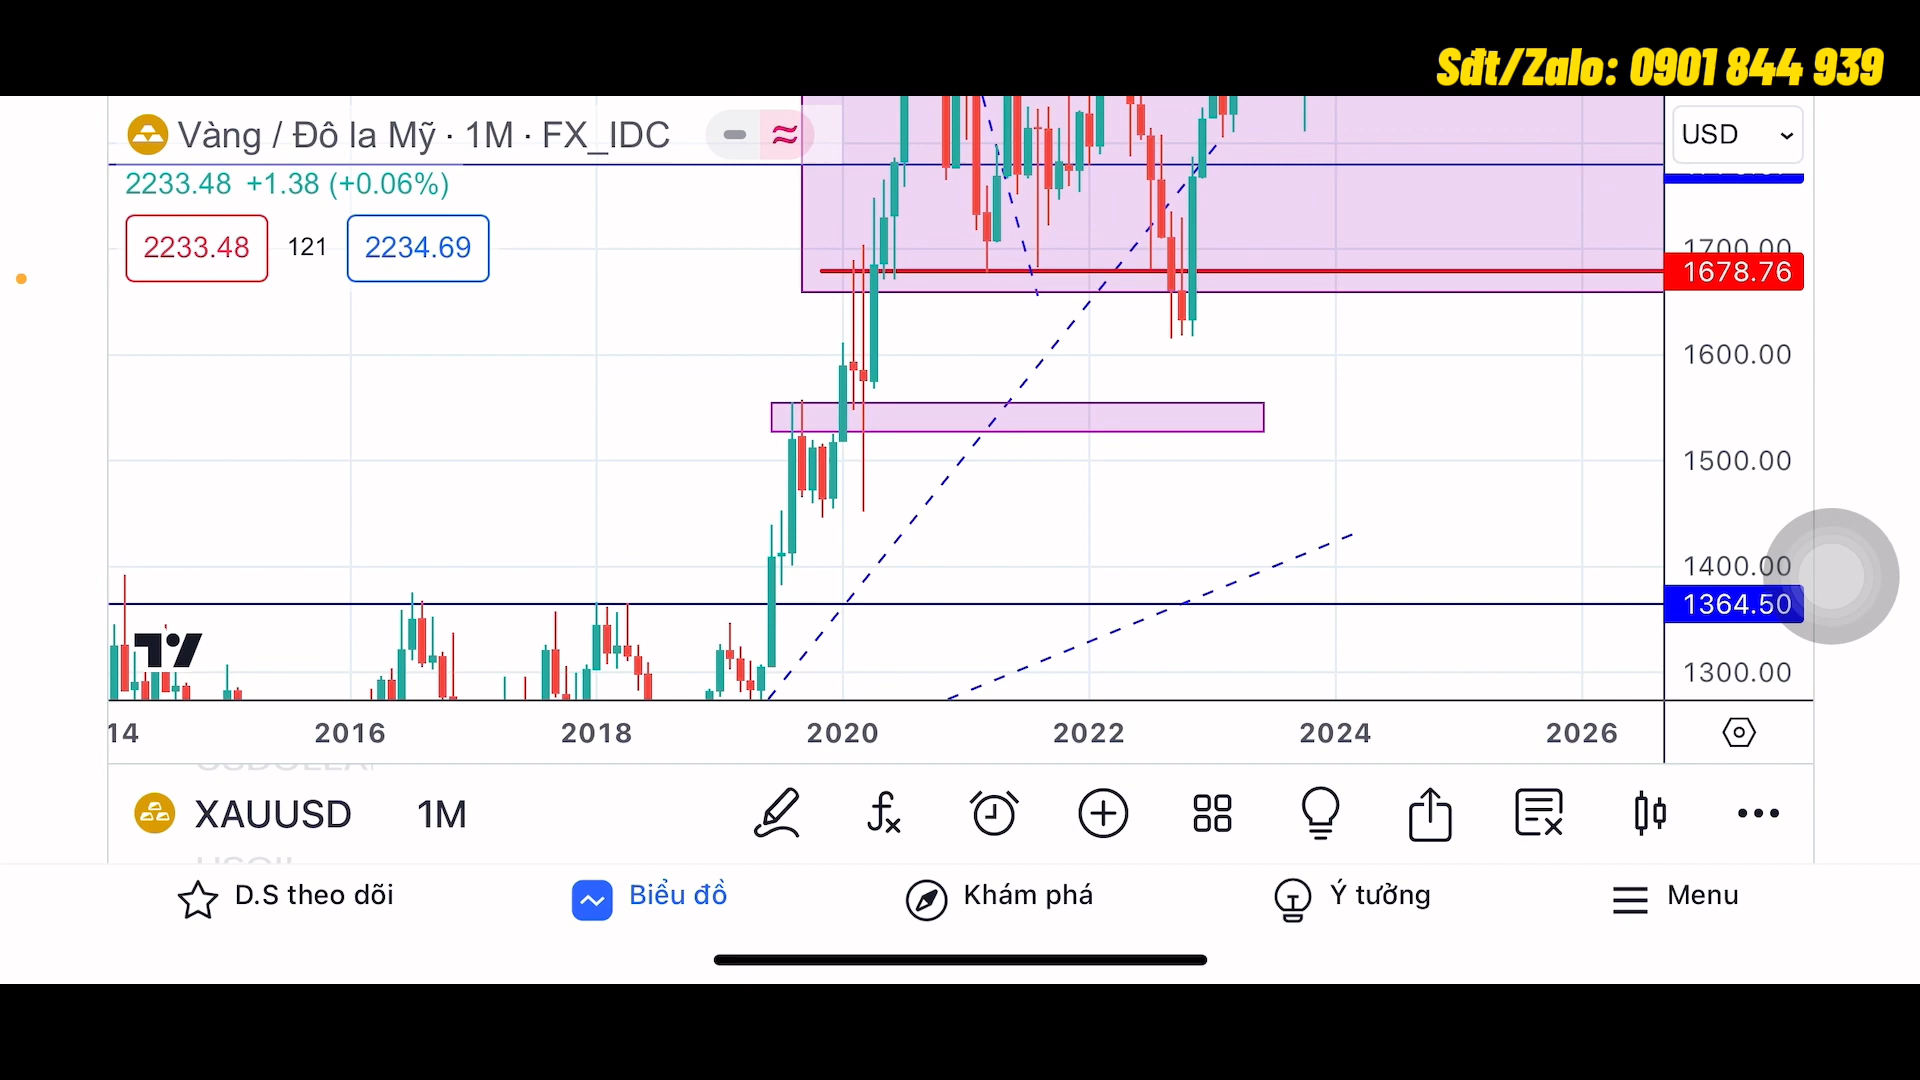 Sđt/Zalo: 0901 844 939
Vàng / Đô la Mỹ · 1M · FX_IDC
USD
2233.48 +1.38 (+0.06%)
2233.48 121 2234.69
1700.00
1678.76
1600.00
1500.00
1400.00
1364.50
1300.00
14 2016 2018 2020 2022 2024 2026
XAUUSD 1M
D.S theo dõi Biểu đồ Khám phá Ý tưởng Menu